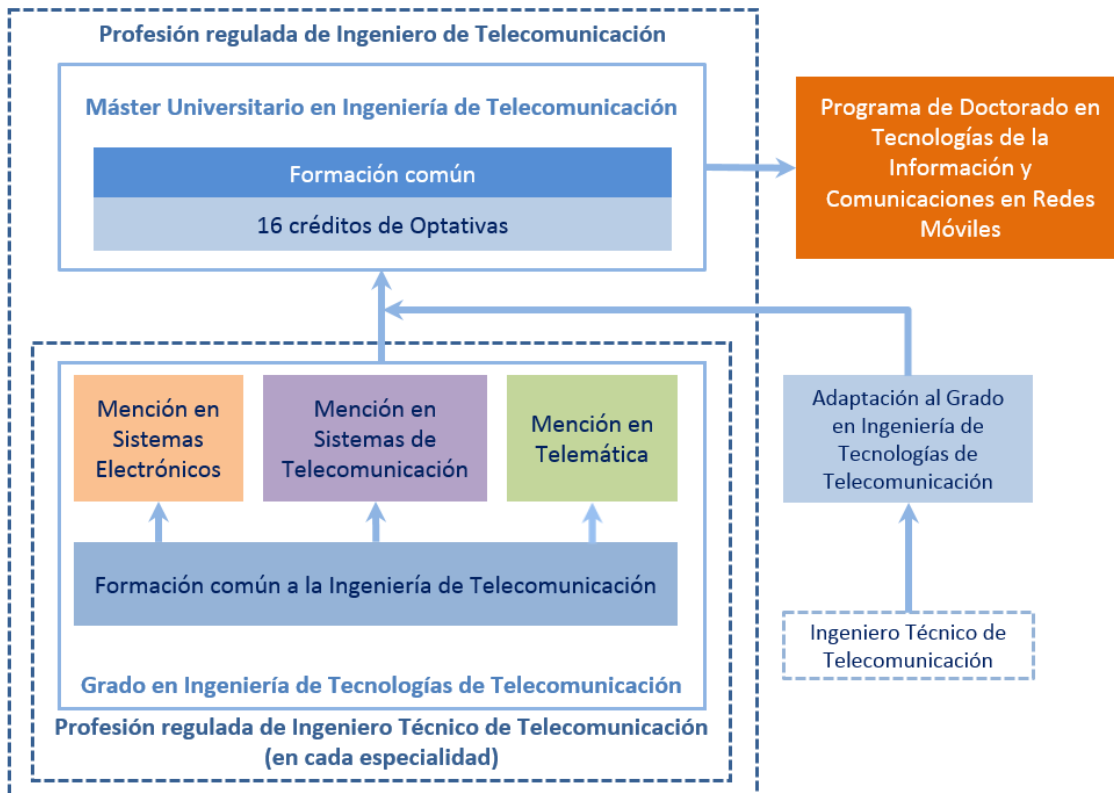 Profesión regulada de Ingeniero de Telecomunicación
Máster Universitario en Ingeniería de Telecomunicación
Formación común
16 créditos de Optativas
Programa de Doctorado en
Tecnologías de la
Información y
Comunicaciones en Redes
Móviles
Mención en
Sistemas
Electrónicos
Mención en
Sistemas de
Telecomunicación
Mención en
Telemática
Adaptación al Grado
en Ingeniería de
Tecnologías de
Telecomunicación
Formación común a la Ingeniería de Telecomunicación
Ingeniero Técnico de
Telecomunicación
Grado en Ingeniería de Tecnologías de Telecomunicación
Profesión regulada de Ingeniero Técnico de Telecomunicación
(en cada especialidad)